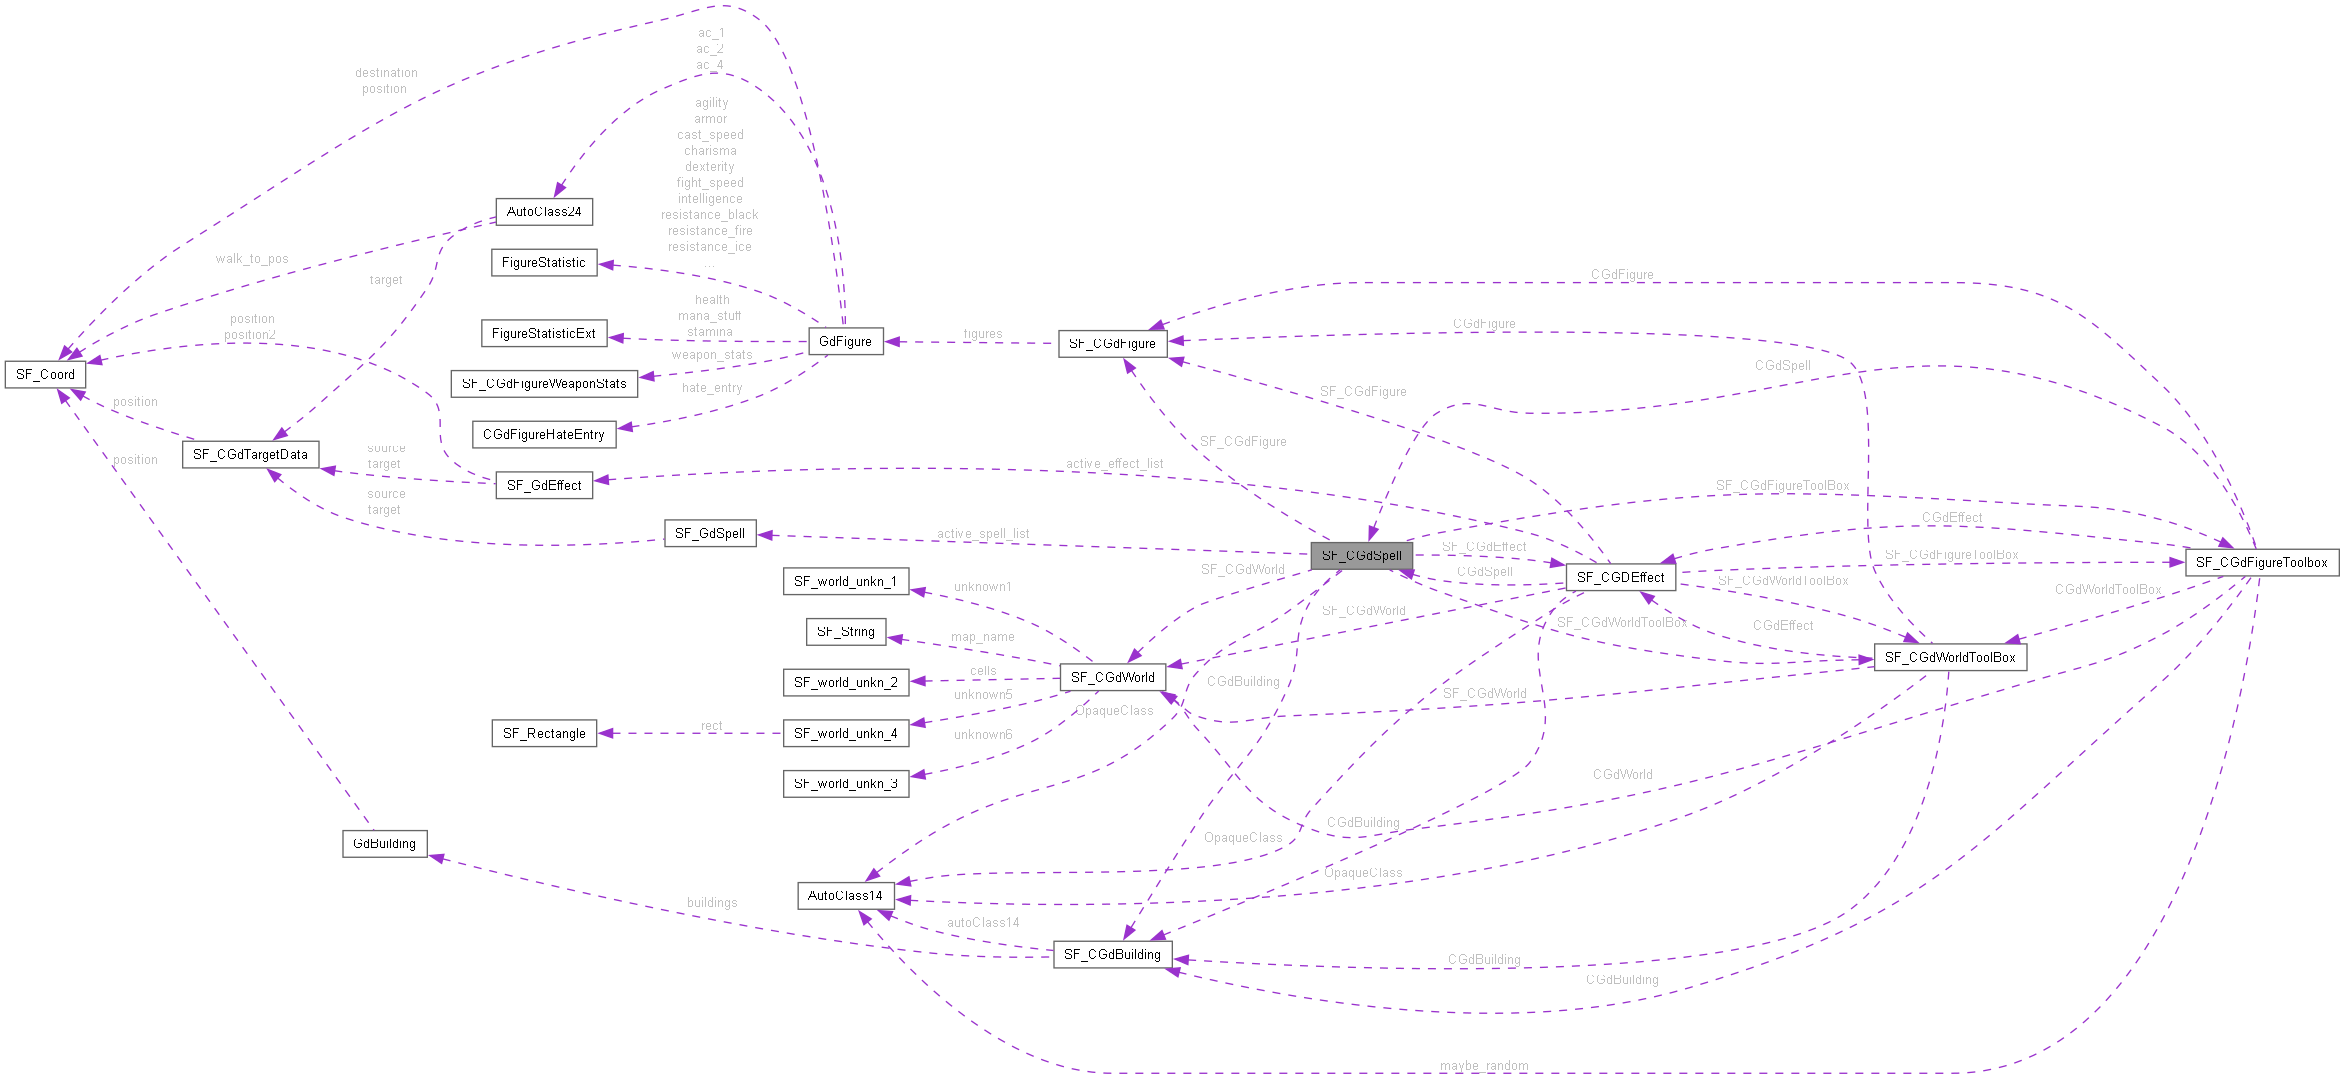 ac_1
ac_2
ac_4
destination
position
agility
armor
cast_speed
charisma
dexterity
fight_speed
intelligence
resistance_black
resistance_fire
resistance_ice
...
AutoClass24
walk_to_pos
FigureStatistic
target
CGdFigure
health
mana_stuff
stamina
position
position2
FigureStatisticExt
GdFigure
figures
SF_CGdFigure
CGdFigure
weapon_stats
CGdSpell
SF_Coord
SF_CGdFigureWeaponStats
hate_entry
SF_CGdFigure
position
CGdFigureHateEntry
SF_CGdFigure
source
target
SF_CGdTargetData
position
active_effect_list
SF_GdEffect
SF_CGdFigureToolBox
source
target
CGdEffect
SF_GdSpell
active_spell_list
SF_CGdSpell
SF_CGdEffect
SF_CGdFigureToolBox
SF_CGdFigureToolbox
SF_CGdWorld
CGdSpell
SF_CGDEffect
SF_world_unkn_1
unknown1
SF_CGdWorldToolBox
CGdWorldToolBox
SF_CGdWorld
SF_CGdWorldToolBox
CGdEffect
SF_String
map_name
SF_CGdWorldToolBox
cells
SF_world_unkn_2
SF_CGdWorld
CGdBuilding
unknown5
SF_CGdWorld
OpaqueClass
SF_Rectangle
rect
SF_world_unkn_4
unknown6
SF_world_unkn_3
CGdWorld
CGdBuilding
GdBuilding
OpaqueClass
OpaqueClass
AutoClass14
buildings
autoClass14
SF_CGdBuilding
CGdBuilding
CGdBuilding
maybe_random